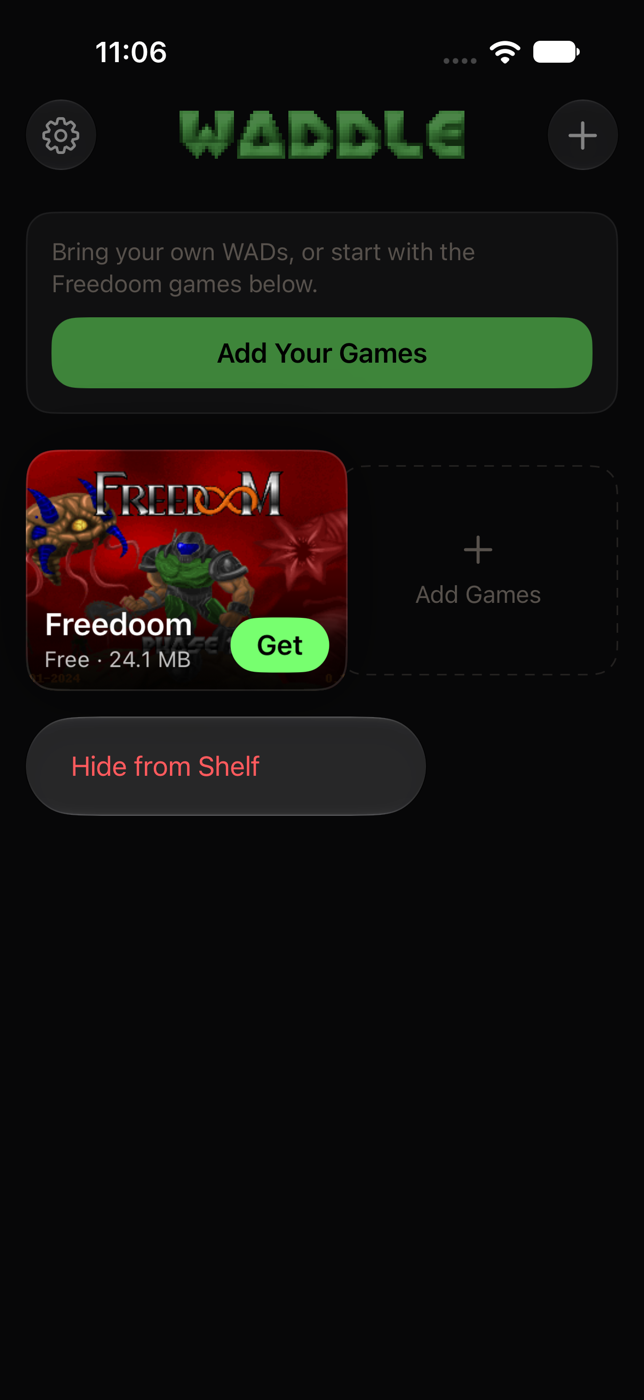 11:06
WADDLE
Bring your own WADs, or start with the
Freedoom games below.
Add Your Games
FREEDOOM
Freedoom
Free · 24.1 MB
Get
Add Games
Hide from Shelf